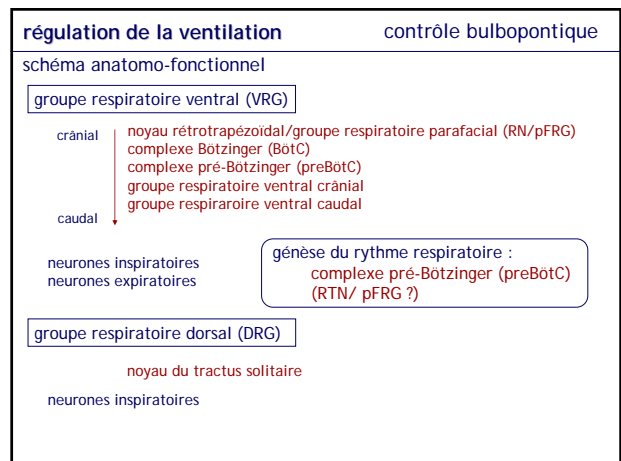 régulation de la ventilation contrôle bulbopontique
schéma anatomo-fonctionnel
groupe respiratoire ventral (VRG)
crânial
noyau rétrotrapézoïdal/groupe respiratoire parafacial (RN/pFRG)
complexe Bötzinger (BötC)
complexe pré-Bötzinger (preBötC)
groupe respiratoire ventral crânial
groupe respiraroire ventral caudal
caudal
neurones inspiratoires
neurones expiratoires
génèse du rythme respiratoire :
complexe pré-Bötzinger (preBötC)
(RTN/ pFRG ?)
groupe respiratoire dorsal (DRG)
noyau du tractus solitaire
neurones inspiratoires